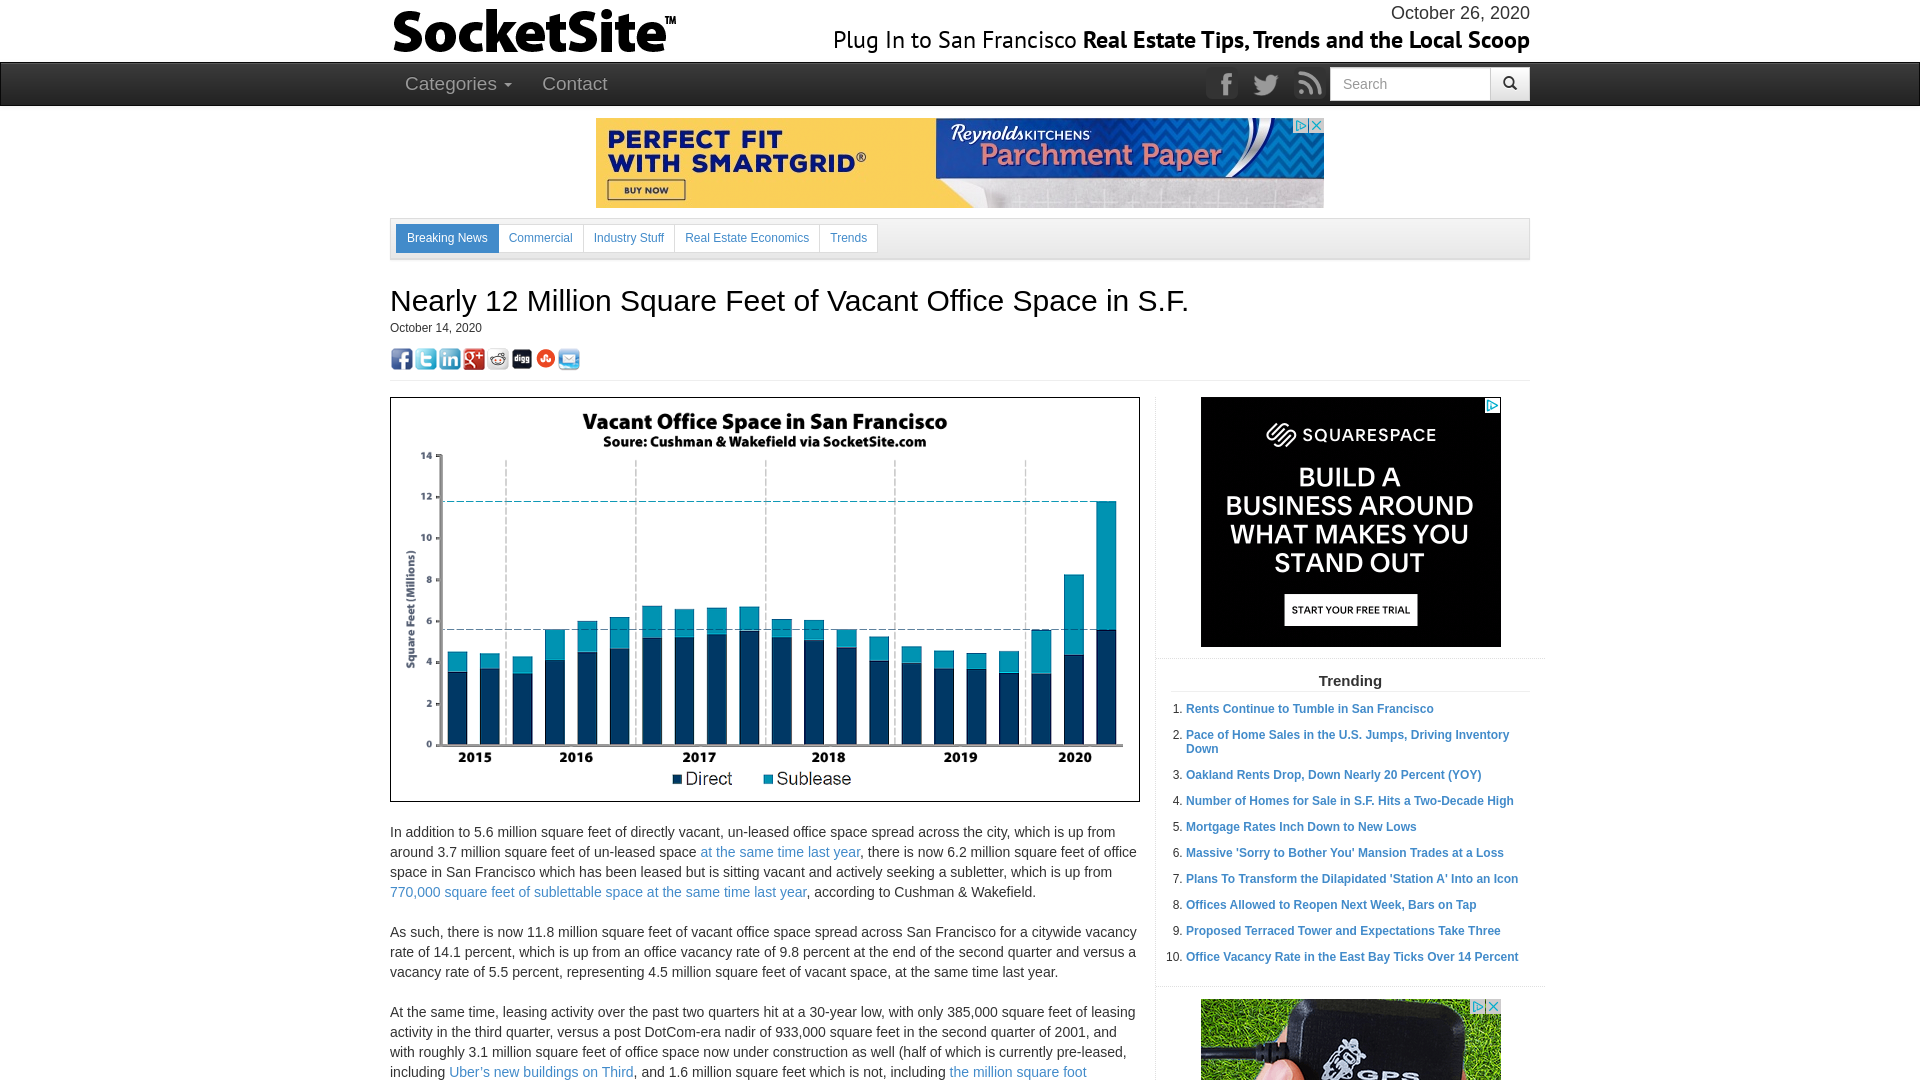 SocketSite™
October 26, 2020
Plug In to San Francisco Real Estate Tips, Trends and the Local Scoop
Categories
Contact
Search
PERFECT FIT
WITH SMARTGRID®
BUY NOW
Reynolds KITCHENS
Parchment Paper
Breaking News
Commercial
Industry Stuff
Real Estate Economics
Trends
Nearly 12 Million Square Feet of Vacant Office Space in S.F.
October 14, 2020
digg
Vacant Office Space in San Francisco
Soure: Cushman & Wakefield via SocketSite.com
Square Feet (Millions)
14
12
10
8
6
4
2
0
2015 2016 2017 2018 2019 2020
Direct Sublease
In addition to 5.6 million square feet of directly vacant, un-leased office space spread across the city, which is up from
around 3.7 million square feet of un-leased space at the same time last year, there is now 6.2 million square feet of office
space in San Francisco which has been leased but is sitting vacant and actively seeking a subletter, which is up from
770,000 square feet of sublettable space at the same time last year, according to Cushman & Wakefield.
As such, there is now 11.8 million square feet of vacant office space spread across San Francisco for a citywide vacancy
rate of 14.1 percent, which is up from an office vacancy rate of 9.8 percent at the end of the second quarter and versus a
vacancy rate of 5.5 percent, representing 4.5 million square feet of vacant space, at the same time last year.
At the same time, leasing activity over the past two quarters hit at a 30-year low, with only 385,000 square feet of leasing
activity in the third quarter, versus a post DotCom-era nadir of 933,000 square feet in the second quarter of 2001, and
with roughly 3.1 million square feet of office space now under construction as well (half of which is currently pre-leased,
including Uber’s new buildings on Third, and 1.6 million square feet which is not, including the million square foot
SQUARESPACE
BUILD A
BUSINESS AROUND
WHAT MAKES YOU
STAND OUT
START YOUR FREE TRIAL
Trending
1. Rents Continue to Tumble in San Francisco
2. Pace of Home Sales in the U.S. Jumps, Driving Inventory
Down
3. Oakland Rents Drop, Down Nearly 20 Percent (YOY)
4. Number of Homes for Sale in S.F. Hits a Two-Decade High
5. Mortgage Rates Inch Down to New Lows
6. Massive 'Sorry to Bother You' Mansion Trades at a Loss
7. Plans To Transform the Dilapidated 'Station A' Into an Icon
8. Offices Allowed to Reopen Next Week, Bars on Tap
9. Proposed Terraced Tower and Expectations Take Three
10. Office Vacancy Rate in the East Bay Ticks Over 14 Percent
GPS